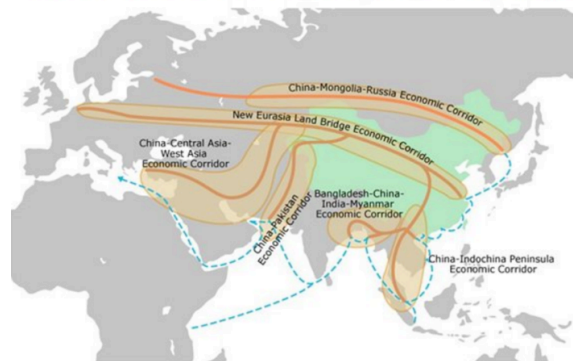 China-Mongolia-Russia Economic Corridor
New Eurasia Land Bridge Economic Corridor
China-Central Asia-
West Asia
Economic Corridor
China-Pakistan
Economic Corridor
Bangladesh-China-
India-Myanmar
Economic Corridor
China-Indochina Peninsula
Economic Corridor